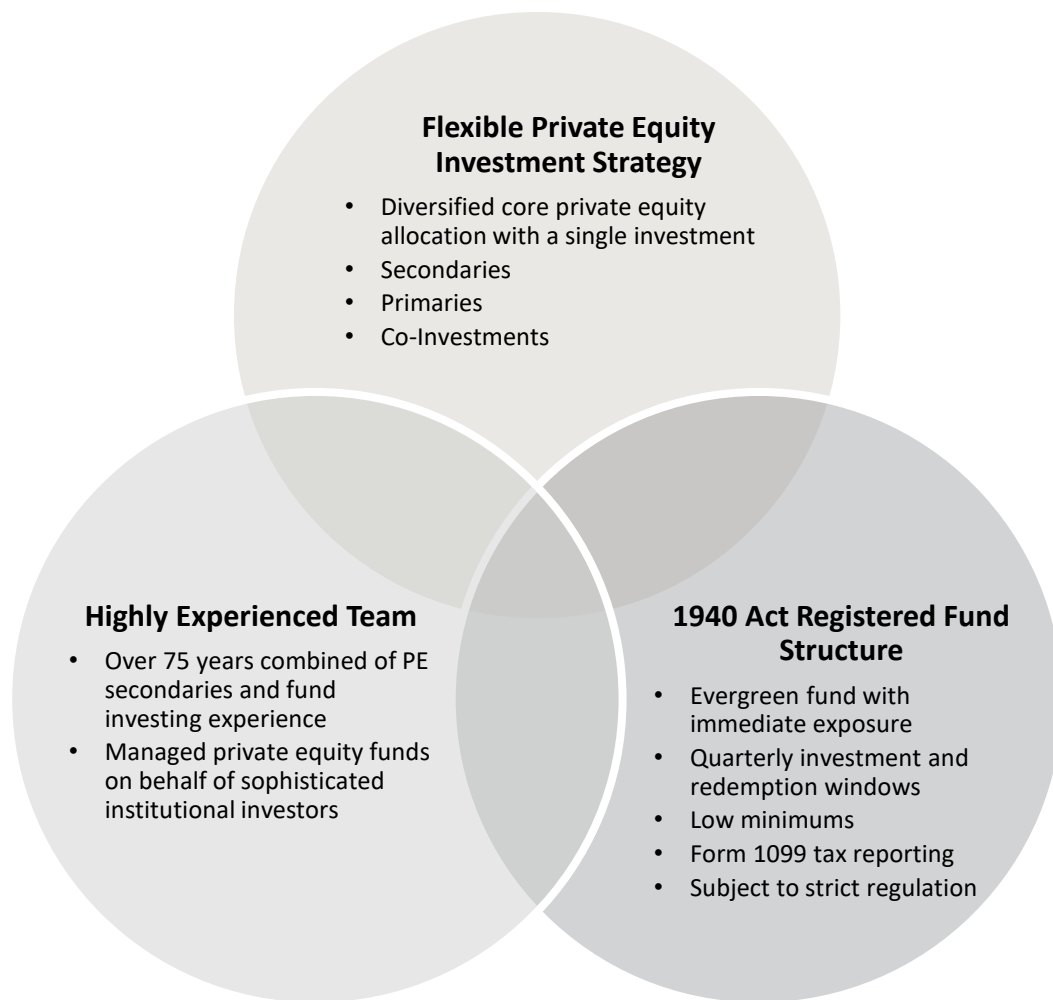 Flexible Private Equity
Investment Strategy
• Diversified core private equity
allocation with a single investment
• Secondaries
• Primaries
• Co-Investments
Highly Experienced Team
• Over 75 years combined of PE
secondaries and fund
investing experience
• Managed private equity funds
on behalf of sophisticated
institutional investors
1940 Act Registered Fund
Structure
• Evergreen fund with
immediate exposure
• Quarterly investment and
redemption windows
• Low minimums
• Form 1099 tax reporting
• Subject to strict regulation